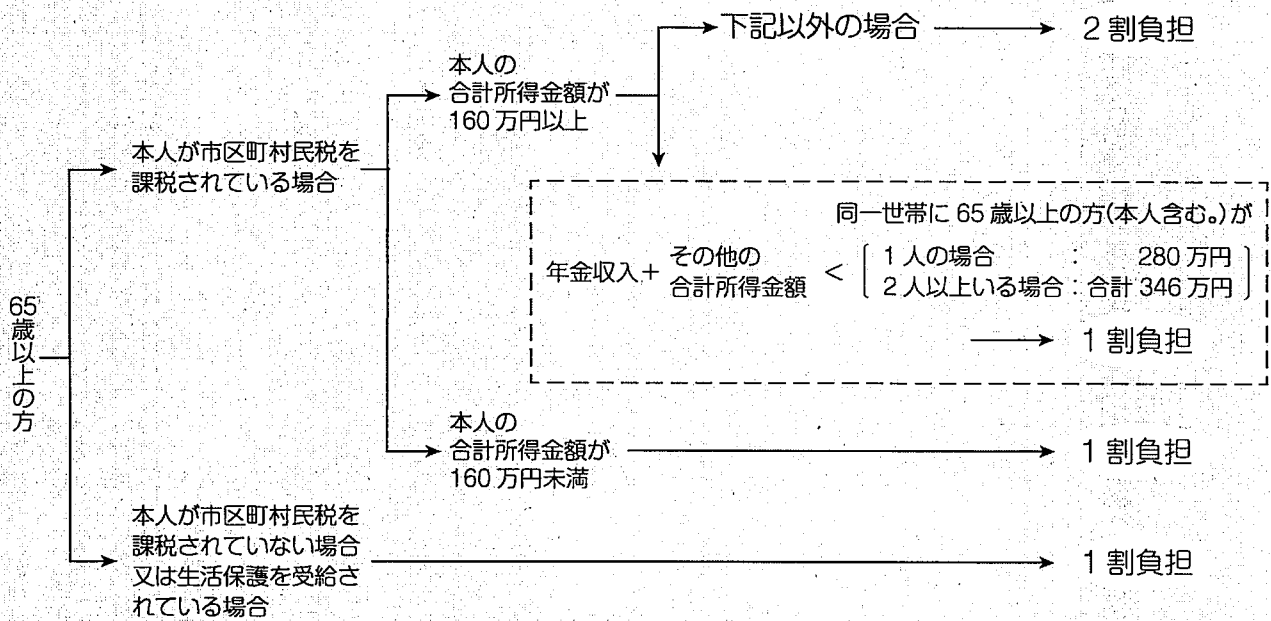 65歳以上の方
本人が市区町村民税を
課税されている場合
本人の
合計所得金額が
160万円以上
下記以外の場合
2割負担
同一世帯に65歳以上の方(本人含む。)が
年金収入+
その他の
合計所得金額
<
1人の場合 : 280万円
2人以上いる場合:合計346万円
1割負担
本人の
合計所得金額が
160万円未満
1割負担
本人が市区町村民税を
課税されていない場合
又は生活保護を受給さ
れている場合
1割負担